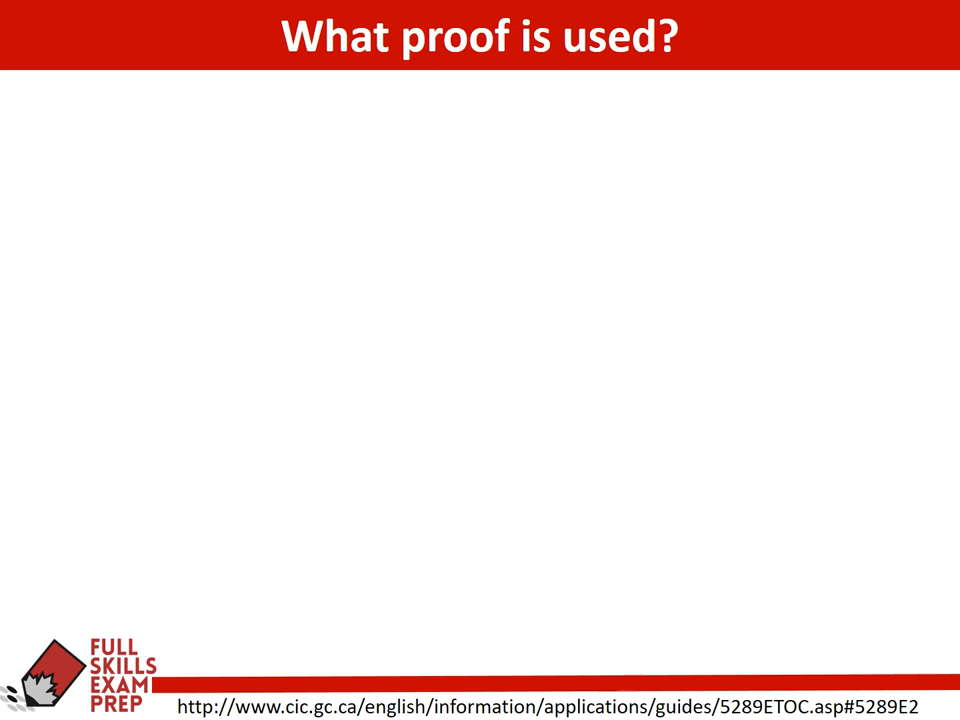 What proof is used?
FULL
SKILLS
EXAM
PREP
http://www.cic.gc.ca/english/information/applications/guides/5289ETOC.asp#5289E2